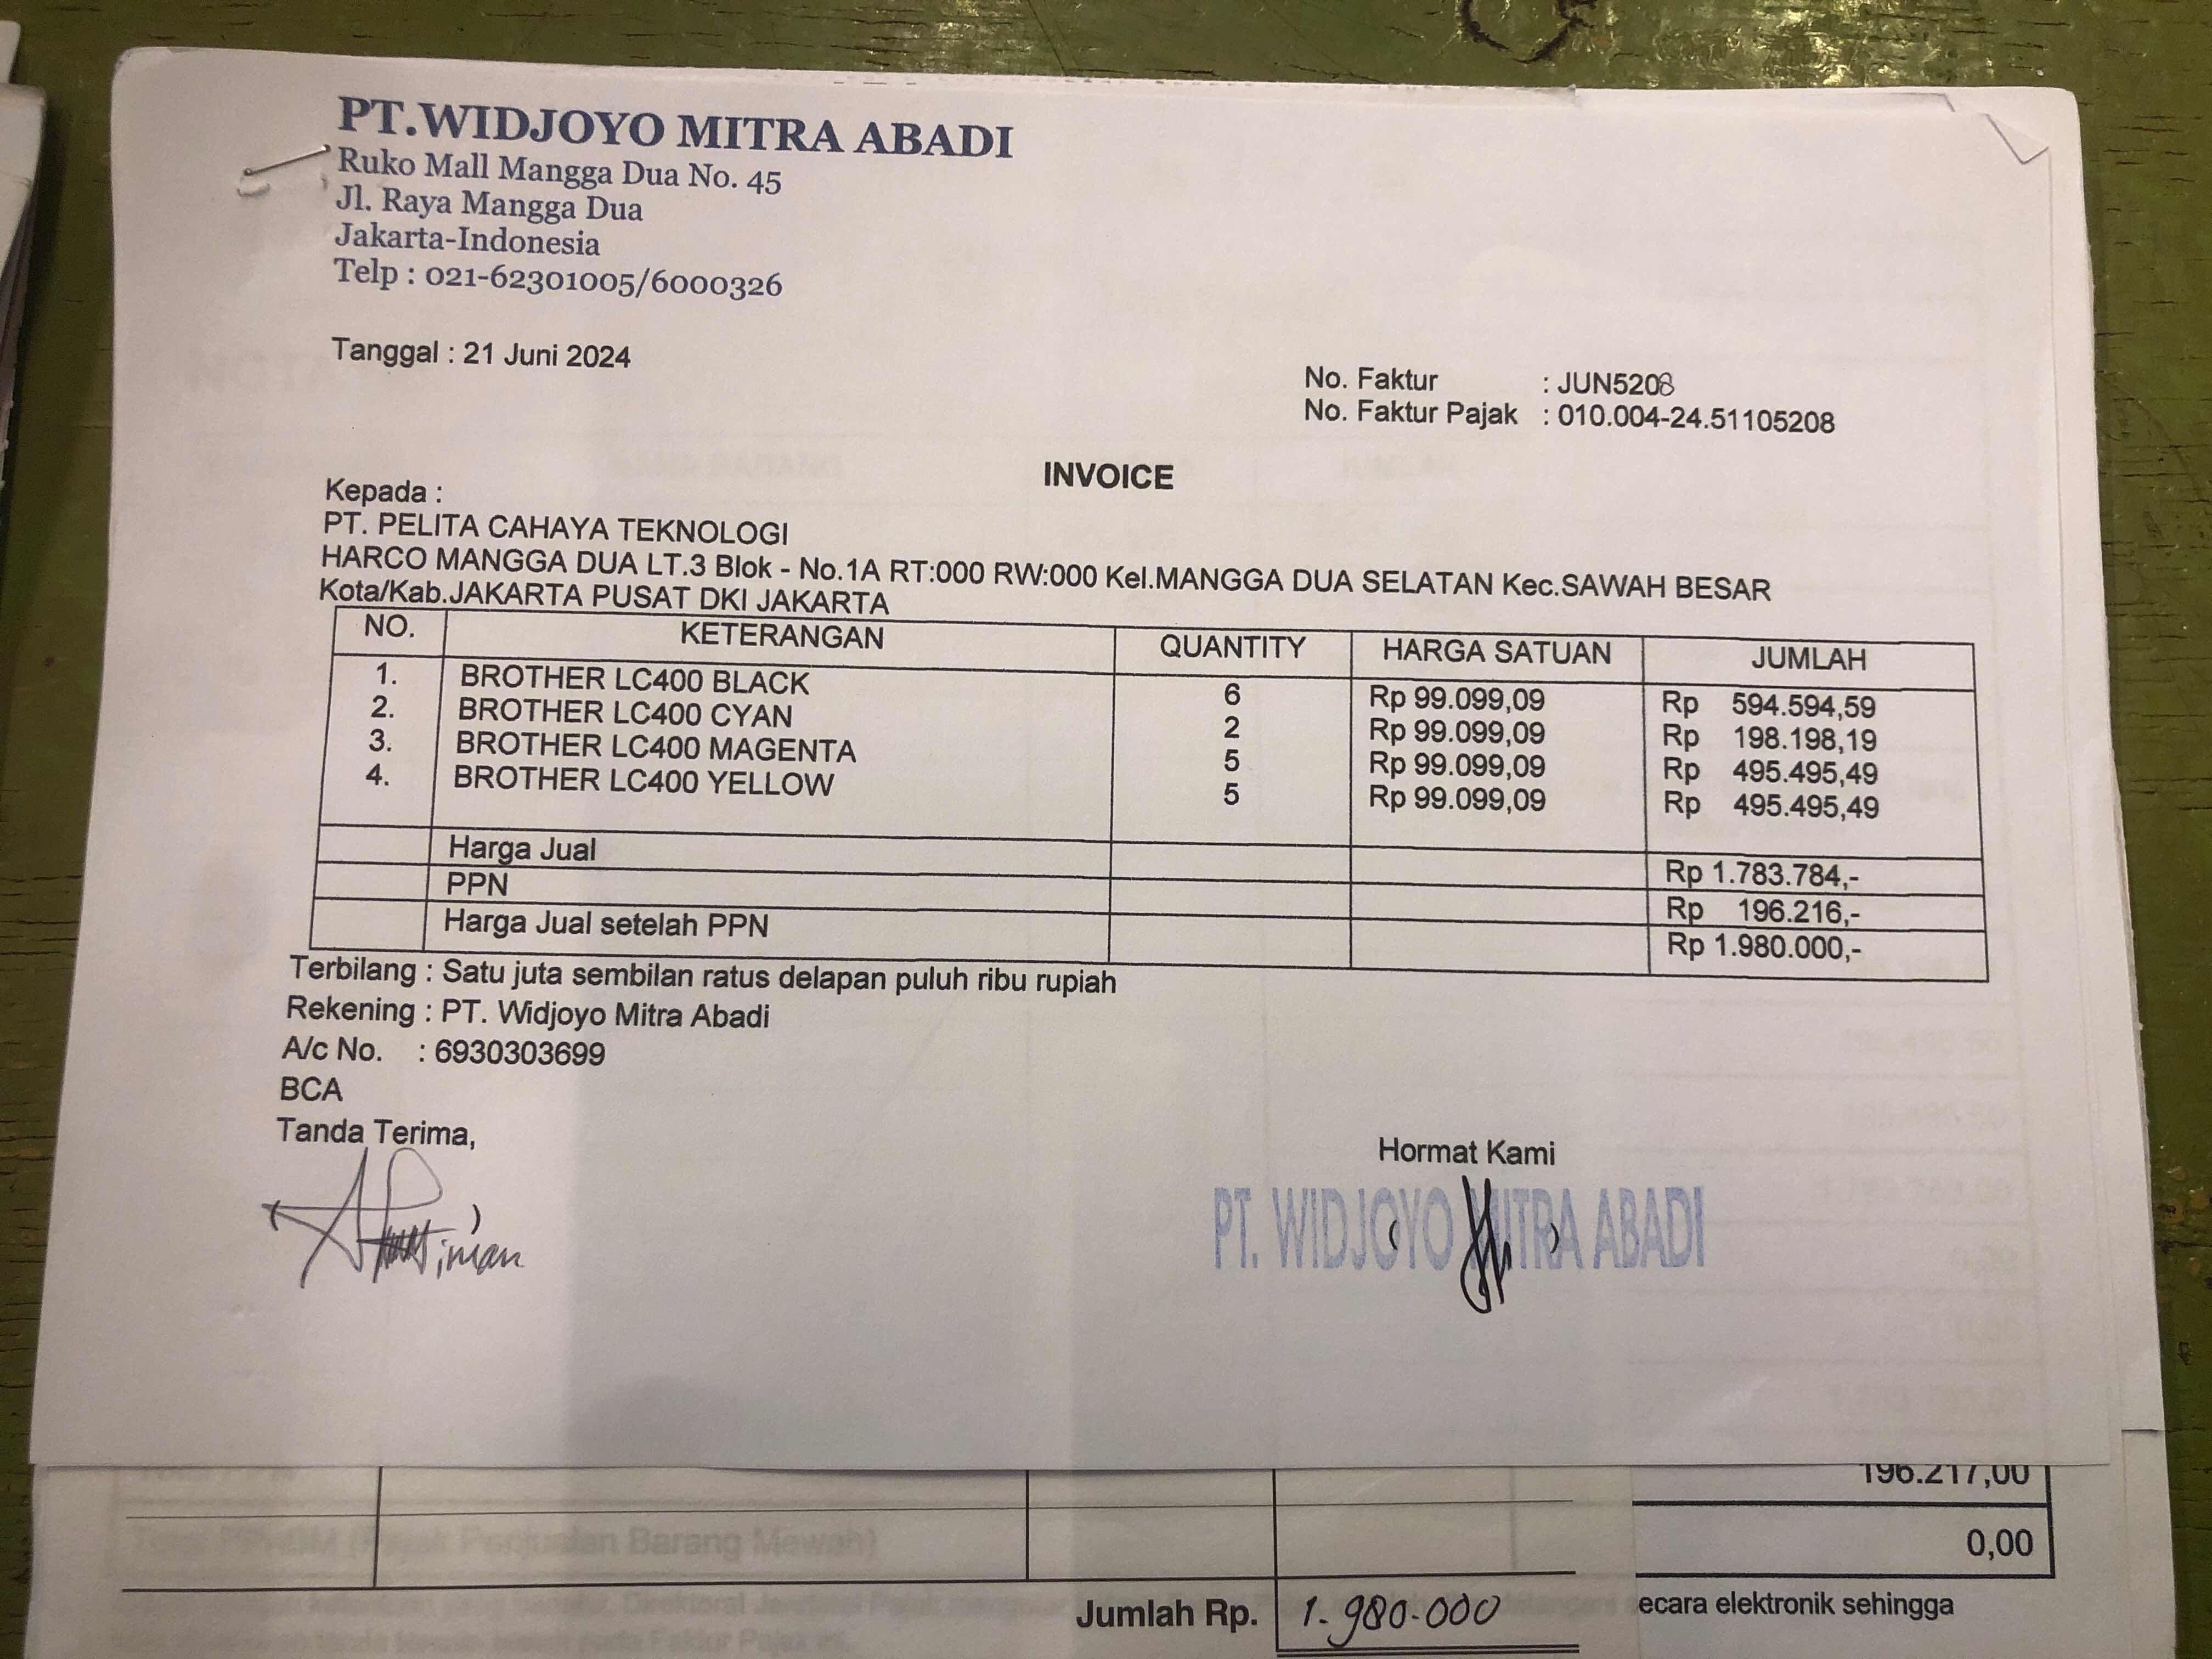 PT.WIDJOYO MITRA ABADI
Ruko Mall Mangga Dua No. 45
Jl. Raya Mangga Dua
Jakarta-Indonesia
Telp : 021-62301005/6000326
Tanggal : 21 Juni 2024
No. Faktur : JUN5208
No. Faktur Pajak : 010.004-24.51105208
INVOICE
Kepada :
PT. PELITA CAHAYA TEKNOLOGI
HARCO MANGGA DUA LT.3 Blok - No.1A RT:000 RW:000 Kel.MANGGA DUA SELATAN Kec.SAWAH BESAR
Kota/Kab.JAKARTA PUSAT DKI JAKARTA
NO. KETERANGAN QUANTITY HARGA SATUAN JUMLAH
1. BROTHER LC400 BLACK 6 Rp 99.099,09 Rp 594.594,59
2. BROTHER LC400 CYAN 2 Rp 99.099,09 Rp 198.198,19
3. BROTHER LC400 MAGENTA 5 Rp 99.099,09 Rp 495.495,49
4. BROTHER LC400 YELLOW 5 Rp 99.099,09 Rp 495.495,49
Harga Jual Rp 1.783.784,-
PPN Rp 196.216,-
Harga Jual setelah PPN Rp 1.980.000,-
Terbilang : Satu juta sembilan ratus delapan puluh ribu rupiah
Rekening : PT. Widjoyo Mitra Abadi
A/c No. : 6930303699
BCA
Tanda Terima,
Hormat Kami
PT. WIDJOYO MITRA ABADI
196.217,00
0,00
Jumlah Rp. 1.980.000
ecara elektronik sehingga